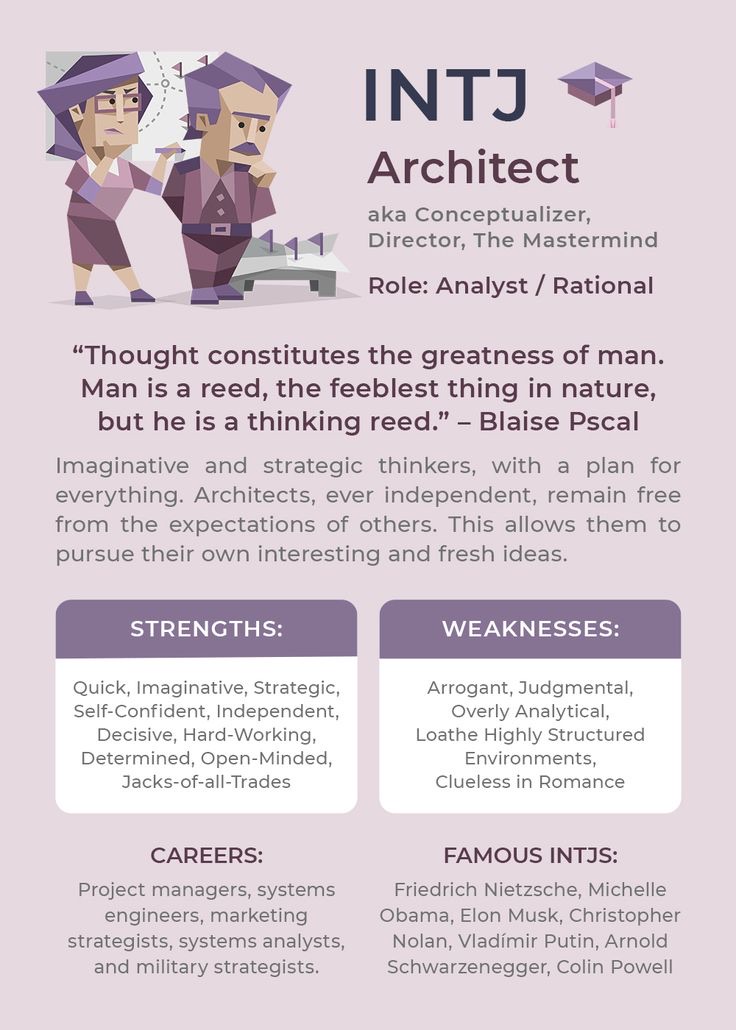 INTJ
Architect
aka Conceptualizer,
Director, The Mastermind
Role: Analyst / Rational
“Thought constitutes the greatness of man.
Man is a reed, the feeblest thing in nature,
but he is a thinking reed.” – Blaise Pscal
Imaginative and strategic thinkers, with a plan for
everything. Architects, ever independent, remain free
from the expectations of others. This allows them to
pursue their own interesting and fresh ideas.
STRENGTHS:
Quick, Imaginative, Strategic,
Self-Confident, Independent,
Decisive, Hard-Working,
Determined, Open-Minded,
Jacks-of-all-Trades
WEAKNESSES:
Arrogant, Judgmental,
Overly Analytical,
Loathe Highly Structured
Environments,
Clueless in Romance
CAREERS:
Project managers, systems
engineers, marketing
strategists, systems analysts,
and military strategists.
FAMOUS INTJS:
Friedrich Nietzsche, Michelle
Obama, Elon Musk, Christopher
Nolan, Vladímir Putin, Arnold
Schwarzenegger, Colin Powell